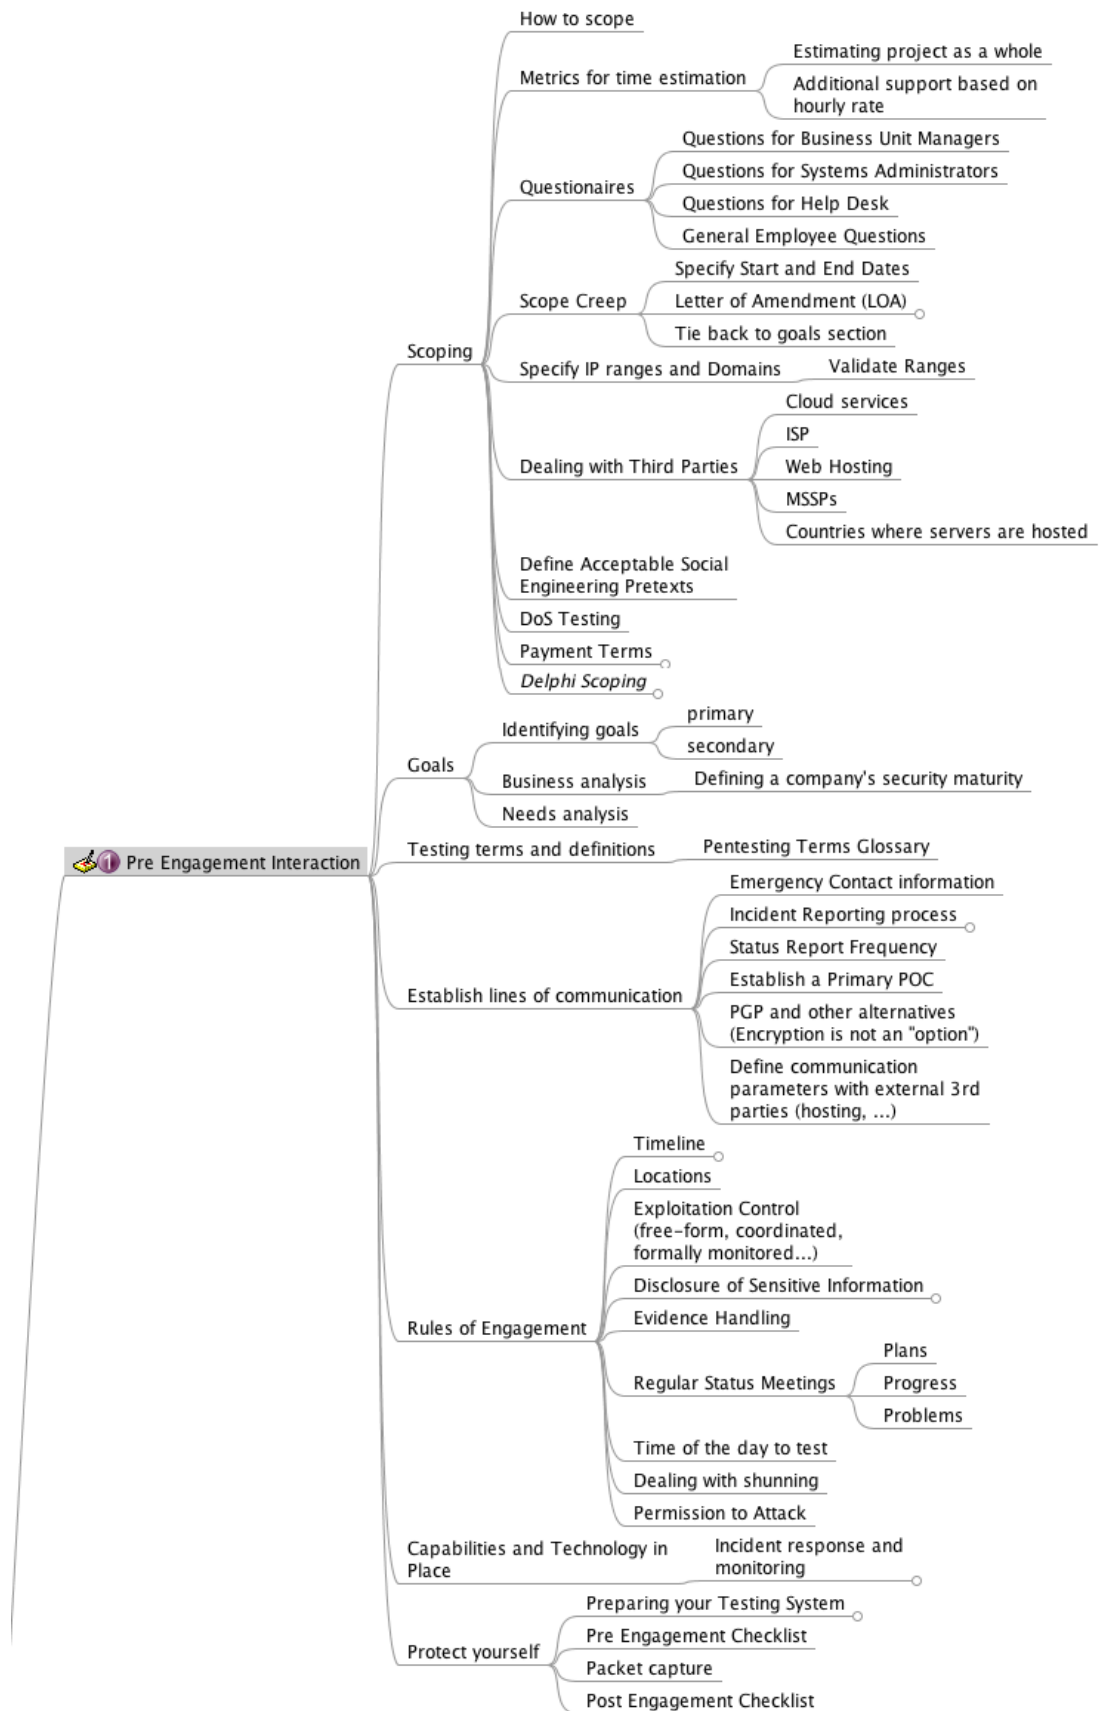 How to scope
Estimating project as a whole
Metrics for time estimation
Additional support based on
hourly rate
Questions for Business Unit Managers
Questions for Systems Administrators
Questionaires
Questions for Help Desk
General Employee Questions
Specify Start and End Dates
Scope Creep
Letter of Amendment (LOA)
Tie back to goals section
Scoping
Specify IP ranges and Domains
Validate Ranges
Cloud services
ISP
Dealing with Third Parties
Web Hosting
MSSPs
Countries where servers are hosted
Define Acceptable Social
Engineering Pretexts
DoS Testing
Payment Terms
Delphi Scoping
primary
Identifying goals
secondary
Goals
Business analysis
Defining a company's security maturity
Needs analysis
Testing terms and definitions
Pentesting Terms Glossary
1 Pre Engagement Interaction
Emergency Contact information
Incident Reporting process
Status Report Frequency
Establish lines of communication
Establish a Primary POC
PGP and other alternatives
(Encryption is not an "option")
Define communication
parameters with external 3rd
parties (hosting, ...)
Timeline
Locations
Exploitation Control
(free-form, coordinated,
formally monitored...)
Disclosure of Sensitive Information
Evidence Handling
Rules of Engagement
Plans
Regular Status Meetings
Progress
Problems
Time of the day to test
Dealing with shunning
Permission to Attack
Capabilities and Technology in
Place
Incident response and
monitoring
Preparing your Testing System
Protect yourself
Pre Engagement Checklist
Packet capture
Post Engagement Checklist